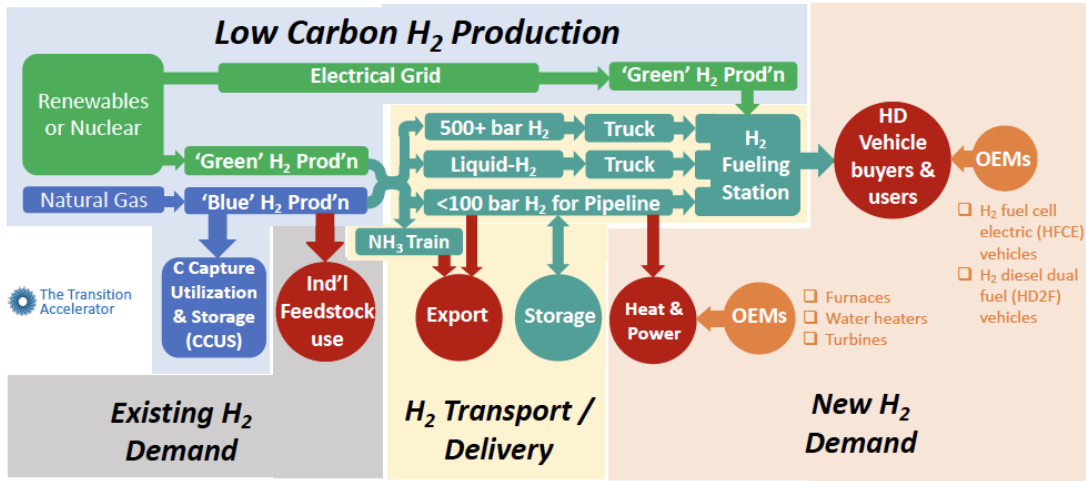 Low Carbon H₂ Production
Renewables
or Nuclear
Electrical Grid
‘Green’ H₂ Prod’n
‘Green’ H₂ Prod’n
Natural Gas
‘Blue’ H₂ Prod’n
500+ bar H₂
Truck
Liquid-H₂
Truck
<100 bar H₂ for Pipeline
NH₃ Train
H₂
Fueling
Station
HD
Vehicle
buyers &
users
OEMs
❑ H₂ fuel cell
electric (HFCE)
vehicles
❑ H₂ diesel dual
fuel (HD2F)
vehicles
The Transition
Accelerator
C Capture
Utilization
& Storage
(CCUS)
Ind’l
Feedstock
use
Export
Storage
Heat &
Power
OEMs
❑ Furnaces
❑ Water heaters
❑ Turbines
Existing H₂
Demand
H₂ Transport /
Delivery
New H₂
Demand